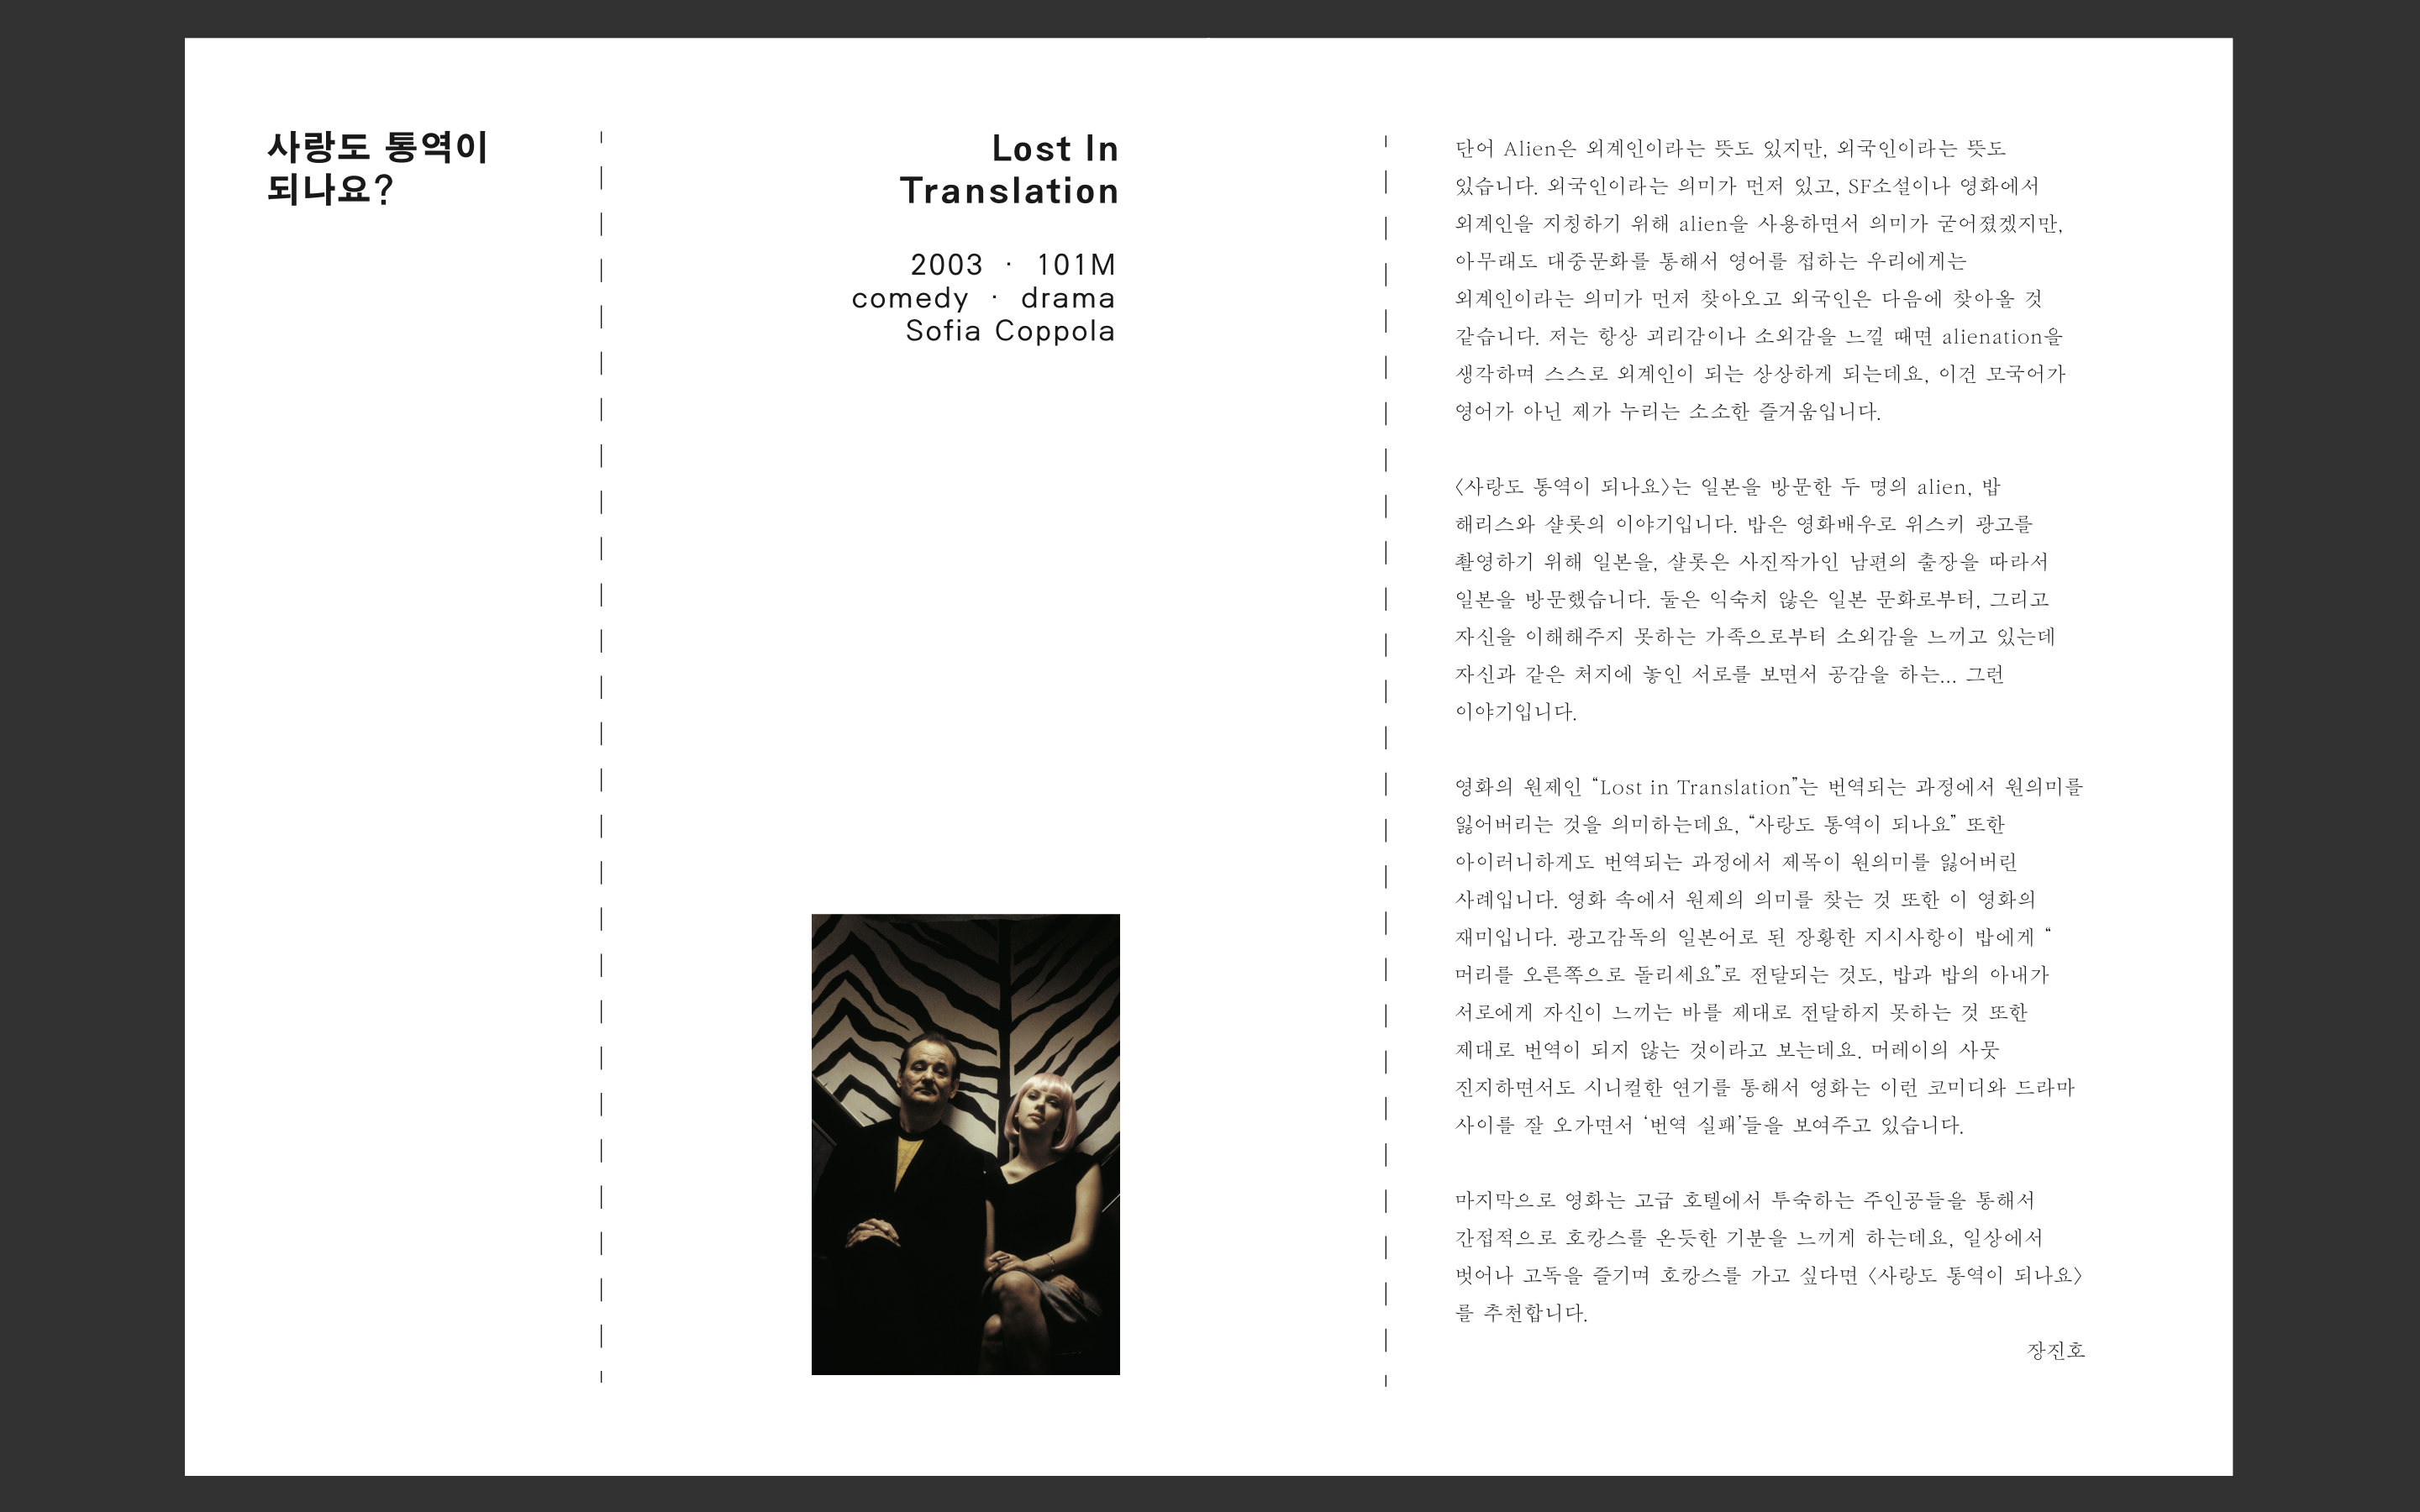 사랑도 통역이
되나요?
Lost In
Translation
2003 · 101M
comedy · drama
Sofia Coppola
단어 Alien은 외계인이라는 뜻도 있지만, 외국인이라는 뜻도
있습니다. 외국인이라는 의미가 먼저 있고, SF소설이나 영화에서
외계인을 지칭하기 위해 alien을 사용하면서 의미가 굳어졌겠지만,
아무래도 대중문화를 통해서 영어를 접하는 우리에게는
외계인이라는 의미가 먼저 찾아오고 외국인은 다음에 찾아올 것
같습니다. 저는 항상 괴리감이나 소외감을 느낄 때면 alienation을
생각하며 스스로 외계인이 되는 상상하게 되는데요, 이건 모국어가
영어가 아닌 제가 누리는 소소한 즐거움입니다.
〈사랑도 통역이 되나요〉는 일본을 방문한 두 명의 alien, 밥
해리스와 샬롯의 이야기입니다. 밥은 영화배우로 위스키 광고를
촬영하기 위해 일본을, 샬롯은 사진작가인 남편의 출장을 따라서
일본을 방문했습니다. 둘은 익숙치 않은 일본 문화로부터, 그리고
자신을 이해해주지 못하는 가족으로부터 소외감을 느끼고 있는데
자신과 같은 처지에 놓인 서로를 보면서 공감을 하는... 그런
이야기입니다.
영화의 원제인 “Lost in Translation”는 번역되는 과정에서 원의미를
잃어버리는 것을 의미하는데요, “사랑도 통역이 되나요” 또한
아이러니하게도 번역되는 과정에서 제목이 원의미를 잃어버린
사례입니다. 영화 속에서 원제의 의미를 찾는 것 또한 이 영화의
재미입니다. 광고감독의 일본어로 된 장황한 지시사항이 밥에게 “
머리를 오른쪽으로 돌리세요”로 전달되는 것도, 밥과 밥의 아내가
서로에게 자신이 느끼는 바를 제대로 전달하지 못하는 것 또한
제대로 번역이 되지 않는 것이라고 보는데요. 머레이의 사뭇
진지하면서도 시니컬한 연기를 통해서 영화는 이런 코미디와 드라마
사이를 잘 오가면서 ‘번역 실패’들을 보여주고 있습니다.
마지막으로 영화는 고급 호텔에서 투숙하는 주인공들을 통해서
간접적으로 호캉스를 온듯한 기분을 느끼게 하는데요, 일상에서
벗어나 고독을 즐기며 호캉스를 가고 싶다면 〈사랑도 통역이 되나요〉
를 추천합니다.
장진호